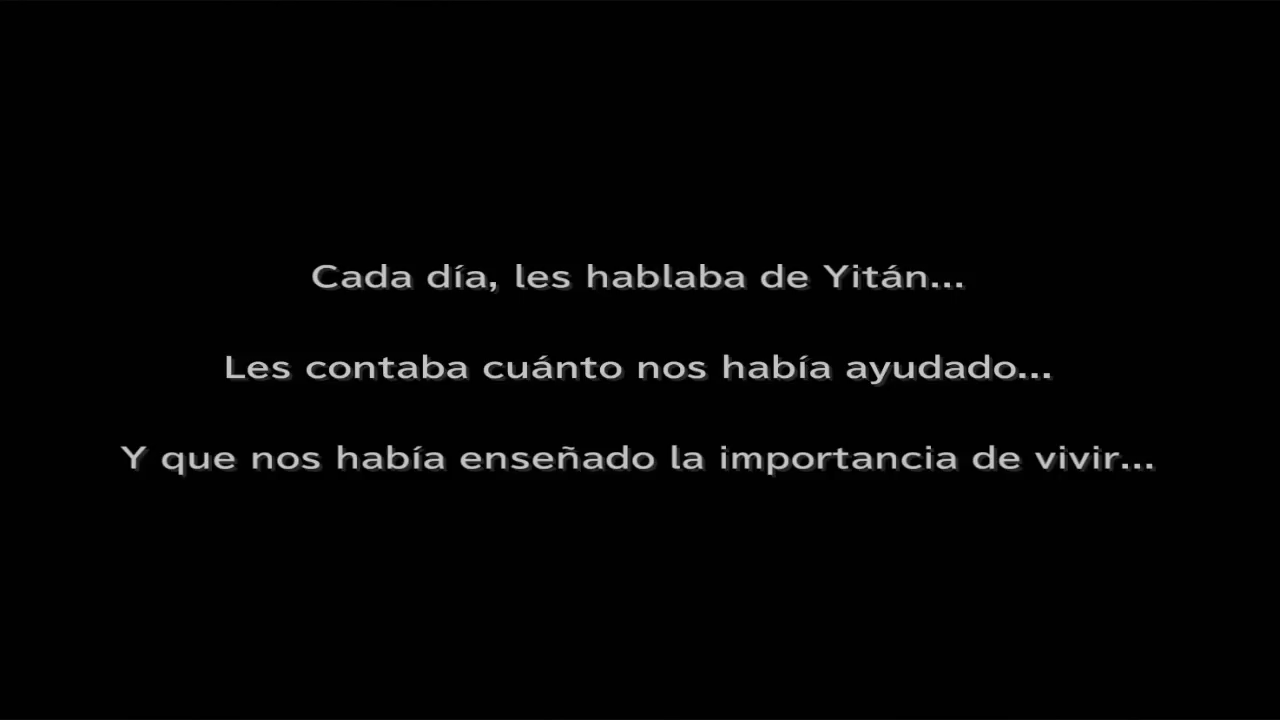 Cada día, les hablaba de Yitán...
Les contaba cuánto nos había ayudado...
Y que nos había enseñado la importancia de vivir...